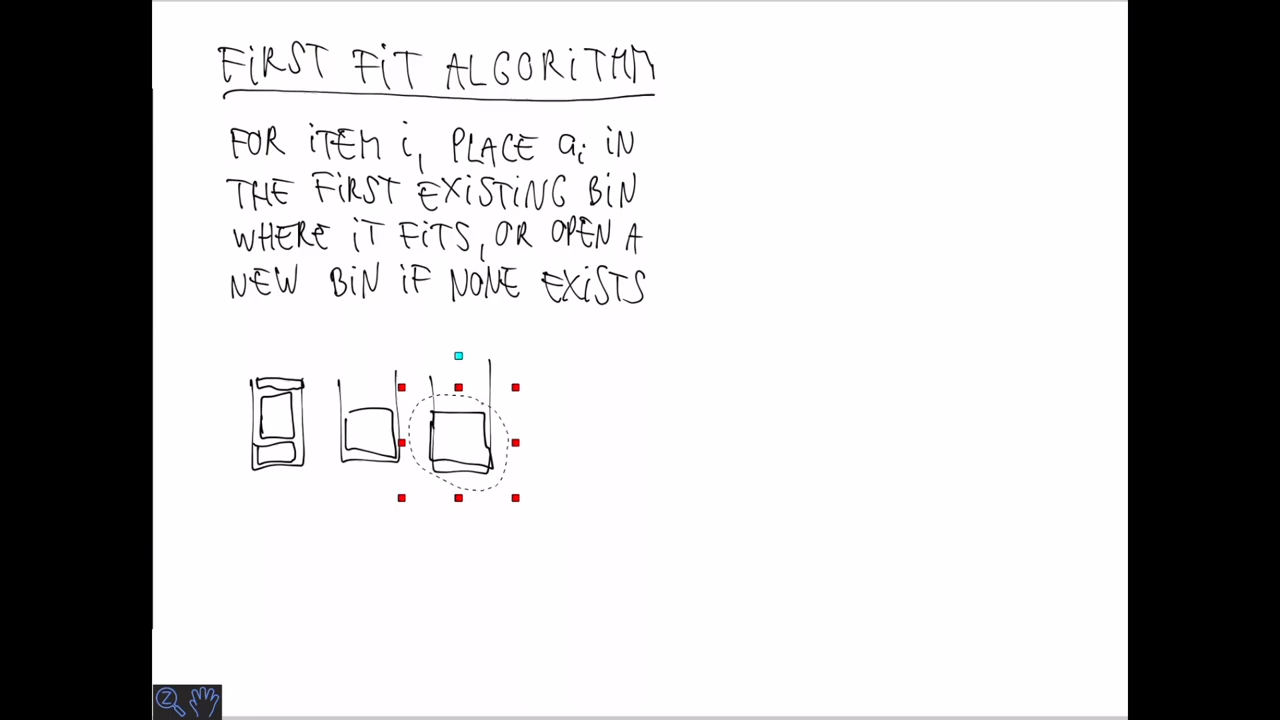 FiRST FiT ALGORiTHM
FOR iTEM i, PLACE ai iN
THE FiRST EXiSTiNG BiN
WHERE iT FiTS, OR OPEN A
NEW BiN iF NONE EXiSTS
Z